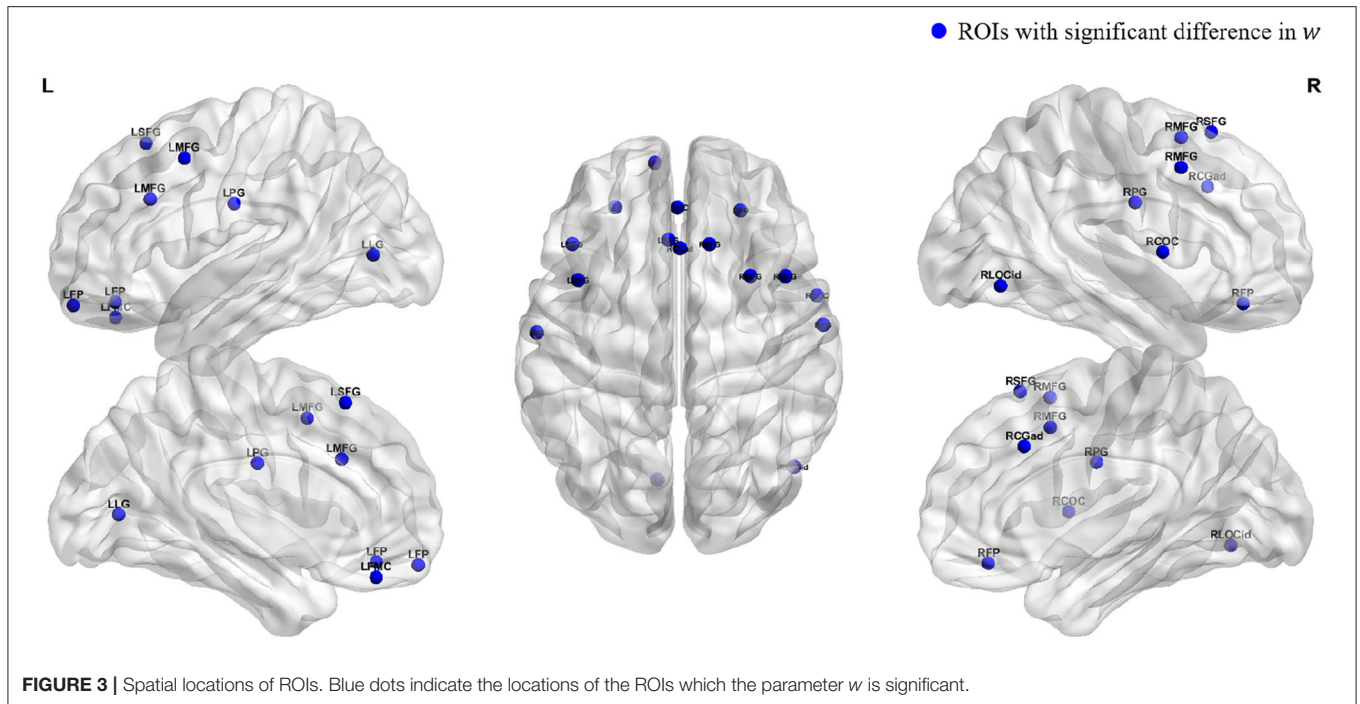 ROIs with significant difference in w
L
R
LSFG
LMFG
LMFG
LPG
LLG
LFP
LFP
LFMC
RSFG
RMFG
RMFG
RCGad
RPG
RCOC
RLOCid
RFP
LSFG
LMFG
LMFG
LPG
LLG
LFP
LFP
LFMC
RSFG
RMFG
RMFG
RCGad
RPG
RCOC
RLOCid
RFP
FIGURE 3 | Spatial locations of ROIs. Blue dots indicate the locations of the ROIs which the parameter w is significant.